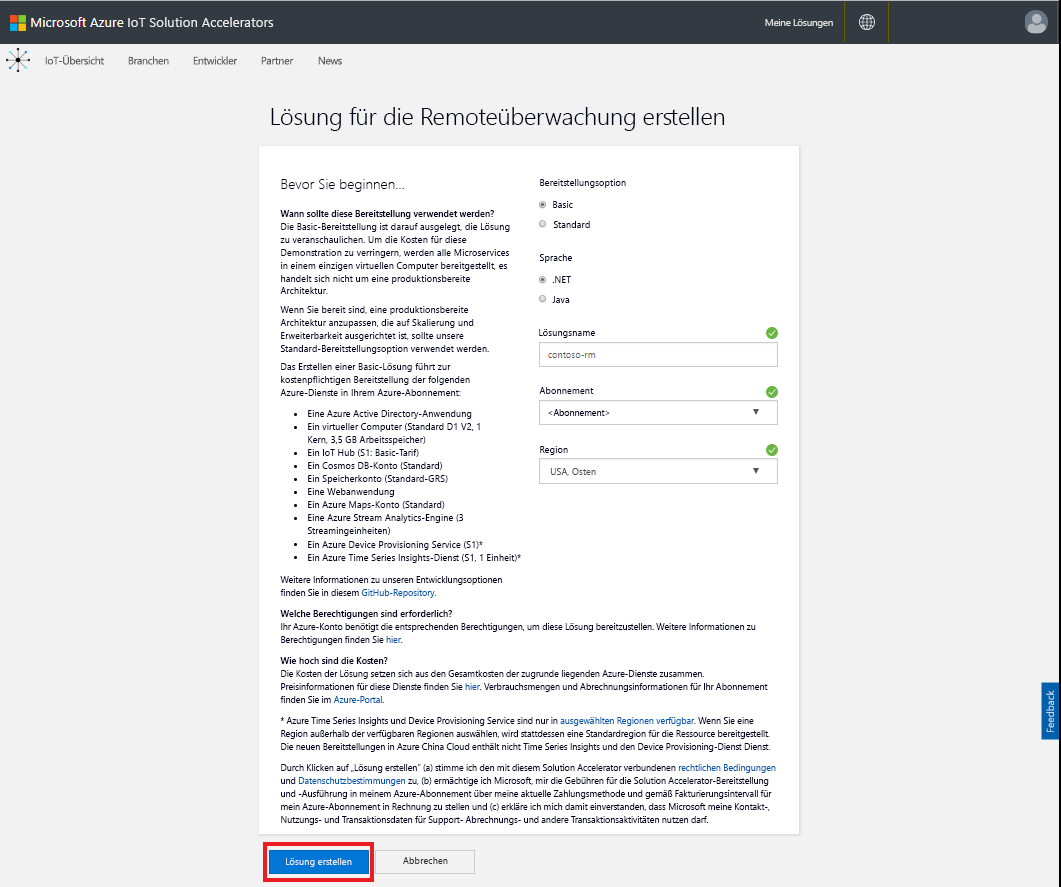 Microsoft Azure IoT Solution Accelerators
Meine Lösungen
IoT-Übersicht
Branchen
Entwickler
Partner
News
Lösung für die Remoteüberwachung erstellen
Bevor Sie beginnen...
Wann sollte diese Bereitstellung verwendet werden?
Die Basic-Bereitstellung ist darauf ausgelegt, die Lösung
zu veranschaulichen. Um die Kosten für diese
Demonstration zu verringern, werden alle Microservices
in einem einzigen virtuellen Computer bereitgestellt, es
handelt sich nicht um eine produktionsbereite
Architektur.
Wenn Sie bereit sind, eine produktionsbereite
Architektur anzupassen, die auf Skalierung und
Erweiterbarkeit ausgerichtet ist, sollte unsere
Standard-Bereitstellungsoption verwendet werden.
Das Erstellen einer Basic-Lösung führt zur
kostenpflichtigen Bereitstellung der folgenden
Azure-Dienste in Ihrem Azure-Abonnement:
• Eine Azure Active Directory-Anwendung
• Ein virtueller Computer (Standard D1 V2, 1
Kern, 3,5 GB Arbeitsspeicher)
• Ein IoT Hub (S1: Basic-Tarif)
• Ein Cosmos DB-Konto (Standard)
• Ein Speicherkonto (Standard-GRS)
• Eine Webanwendung
• Ein Azure Maps-Konto (Standard)
• Eine Azure Stream Analytics-Engine (3
Streamingeinheiten)
• Ein Azure Device Provisioning Service (S1)*
• Ein Azure Time Series Insights-Dienst (S1, 1 Einheit)*
Bereitstellungsoption
Basic
Standard
Sprache
.NET
Java
Lösungsname
contoso-rm
Abonnement
<Abonnement>
Region
USA, Osten
Weitere Informationen zu unseren Entwicklungsoptionen
finden Sie in diesem GitHub-Repository.
Welche Berechtigungen sind erforderlich?
Ihr Azure-Konto benötigt die entsprechenden Berechtigungen, um diese Lösung bereitzustellen. Weitere Informationen zu
Berechtigungen finden Sie hier.
Wie hoch sind die Kosten?
Die Kosten der Lösung setzen sich aus den Gesamtkosten der zugrunde liegenden Azure-Dienste zusammen.
Preisinformationen für diese Dienste finden Sie hier. Verbrauchsmengen und Abrechnungsinformationen für Ihr Abonnement
finden Sie im Azure-Portal.
* Azure Time Series Insights und Device Provisioning Service sind nur in ausgewählten Regionen verfügbar. Wenn Sie eine
Region außerhalb der verfügbaren Regionen auswählen, wird stattdessen eine Standardregion für die Ressource bereitgestellt.
Die neuen Bereitstellungen in Azure China Cloud enthält nicht Time Series Insights und den Device Provisioning-Dienst Dienst.
Durch Klicken auf „Lösung erstellen“ (a) stimme ich den mit diesem Solution Accelerator verbundenen rechtlichen Bedingungen
und Datenschutzbestimmungen zu, (b) ermächtige ich Microsoft, mir die Gebühren für die Solution Accelerator-Bereitstellung
und -Ausführung in meinem Azure-Abonnement über meine aktuelle Zahlungsmethode und gemäß Fakturierungsintervall für
mein Azure-Abonnement in Rechnung zu stellen und (c) erkläre ich mich damit einverstanden, dass Microsoft meine Kontakt-,
Nutzungs- und Transaktionsdaten für Support- Abrechnungs- und andere Transaktionsaktivitäten nutzen darf.
Lösung erstellen
Abbrechen
Feedback